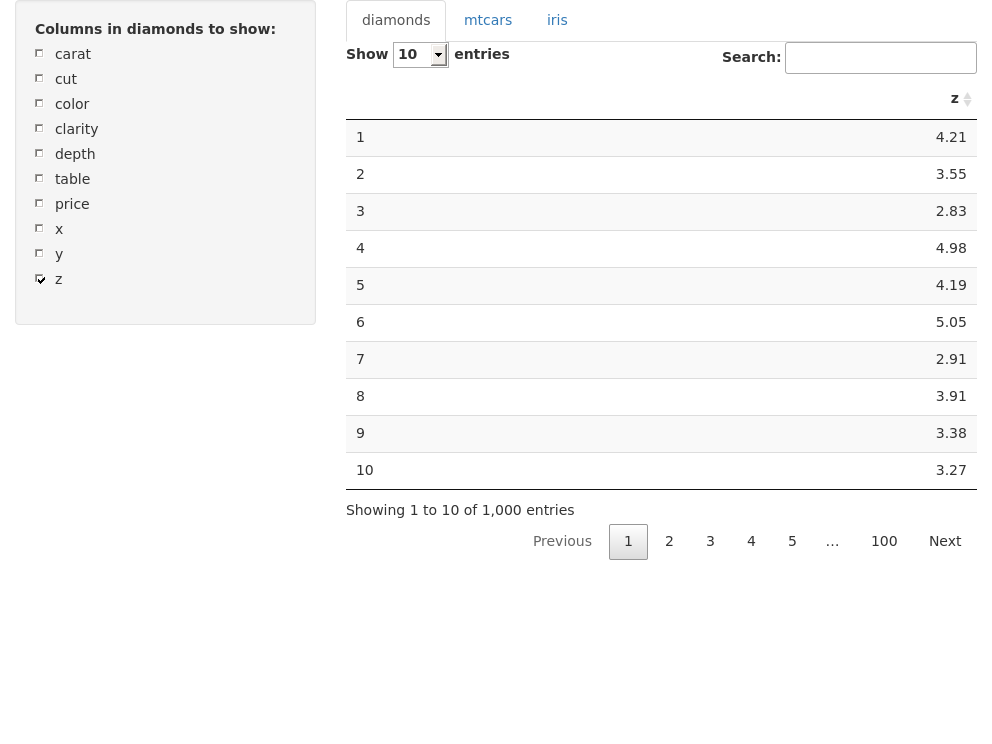 Columns in diamonds to show:
carat
cut
color
clarity
depth
table
price
x
y
z
diamonds mtcars iris
Show 10 entries Search:
z
1 4.21
2 3.55
3 2.83
4 4.98
5 4.19
6 5.05
7 2.91
8 3.91
9 3.38
10 3.27
Showing 1 to 10 of 1,000 entries
Previous 1 2 3 4 5 … 100 Next